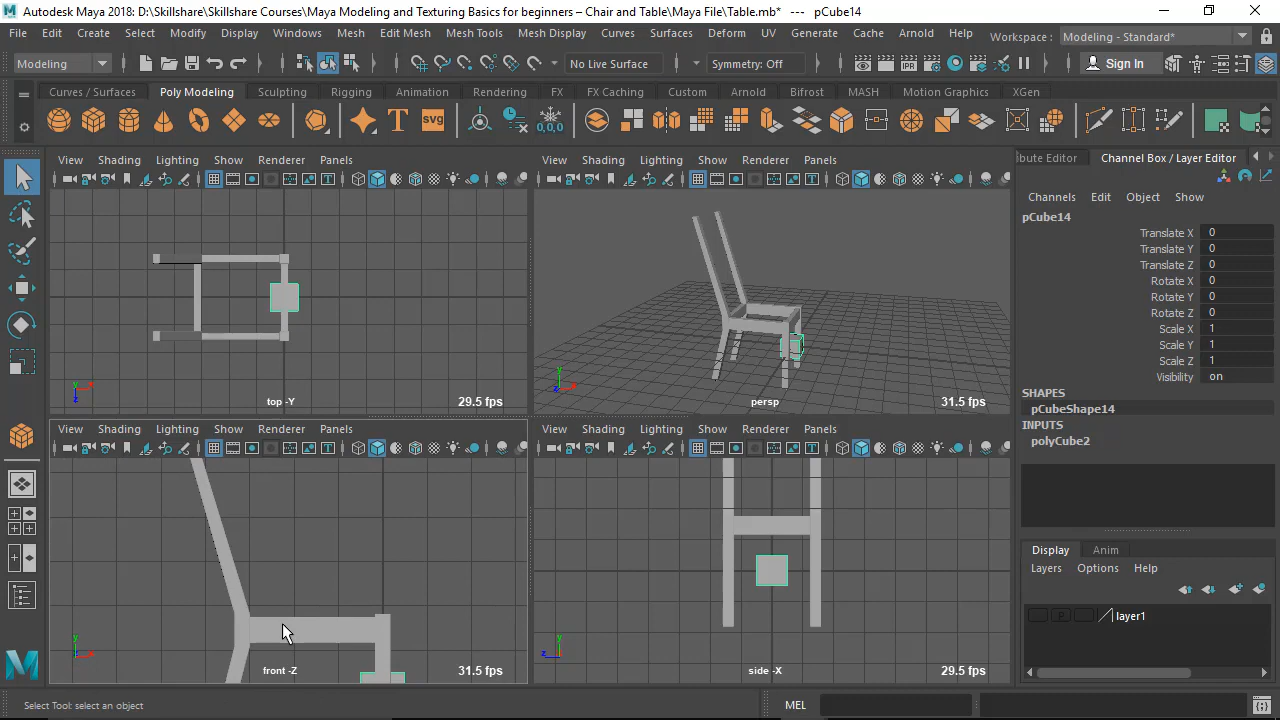 Autodesk Maya 2018: D:\Skillshare\Skillshare Courses\Maya Modeling and Texturing Basics for beginners – Chair and Table\Maya File\Table.mb* --- pCube14
File Edit Create Select Modify Display Windows Mesh Edit Mesh Mesh Tools Mesh Display Curves Surfaces Deform UV Generate Cache Arnold Help Workspace : Modeling - Standard*
Modeling No Live Surface Symmetry: Off Sign In
Curves / Surfaces Poly Modeling Sculpting Rigging Animation Rendering FX FX Caching Custom Arnold Bifrost MASH Motion Graphics XGen
svg 0,0,0
View Shading Lighting Show Renderer Panels
top -Y 29.5 fps
View Shading Lighting Show Renderer Panels
persp 31.5 fps
View Shading Lighting Show Renderer Panels
front -Z 31.5 fps
View Shading Lighting Show Renderer Panels
side -X 29.5 fps
bute Editor Channel Box / Layer Editor
Channels Edit Object Show
pCube14
Translate X 0
Translate Y 0
Translate Z 0
Rotate X 0
Rotate Y 0
Rotate Z 0
Scale X 1
Scale Y 1
Scale Z 1
Visibility on
SHAPES
pCubeShape14
INPUTS
polyCube2
Display Anim
Layers Options Help
P layer1
Select Tool: select an object MEL